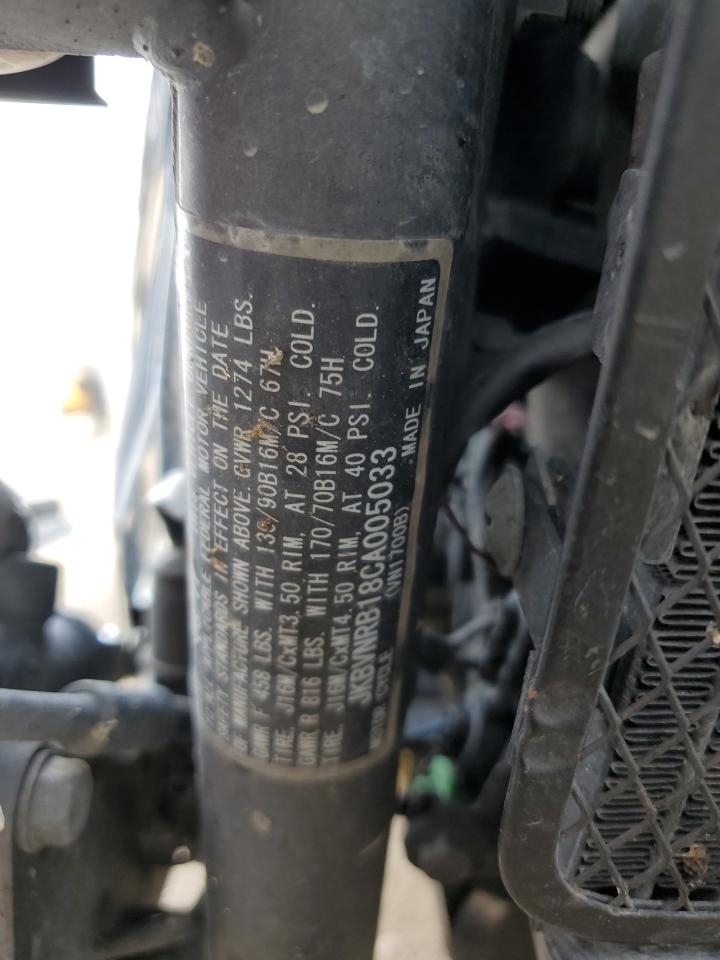 FEDERAL MOTOR VEHICLE
SAFETY STANDARDS IN EFFECT ON THE DATE
OF MANUFACTURE SHOWN ABOVE. GVWR 1274 LBS.
GAWR F 458 LBS. WITH 130/90B16M/C 67H
TIRE, J16M/CxMT3.50 RIM, AT 28 PSI. COLD.
GAWR R 816 LBS. WITH 170/70B16M/C 75H
TIRE, J16M/CxMT4.50 RIM, AT 40 PSI. COLD.
JKBVNRB18CA005033
MOTOR CYCLE (VN1700B) MADE IN JAPAN